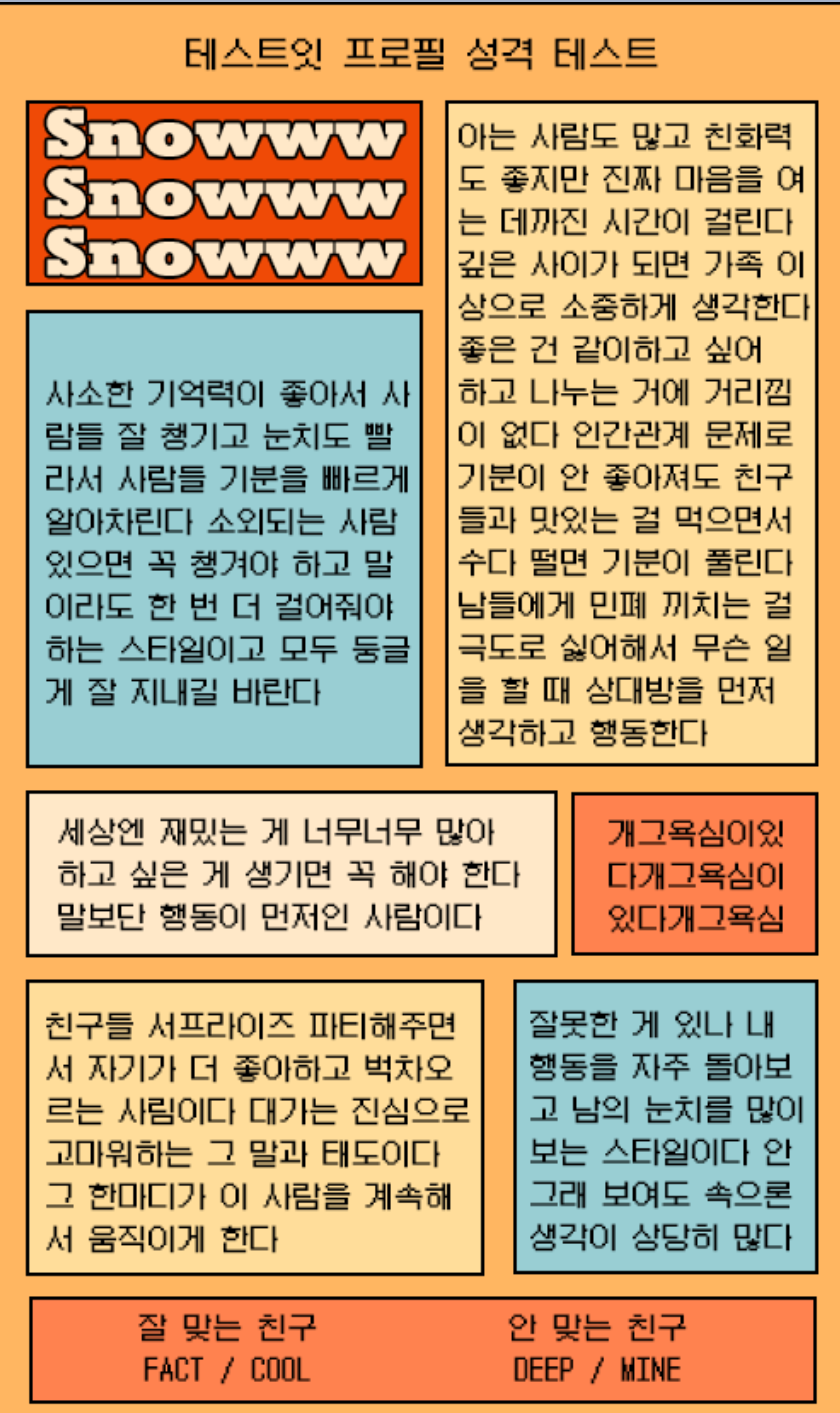 테스트잇 프로필 성격 테스트
Snowww
Snowww
Snowww
아는 사람도 많고 친화력
도 좋지만 진짜 마음을 여
는 데까진 시간이 걸린다
깊은 사이가 되면 가족 이
상으로 소중하게 생각한다
좋은 건 같이하고 싶어
하고 나누는 거에 거리낌
이 없다 인간관계 문제로
기분이 안 좋아져도 친구
들과 맛있는 걸 먹으면서
수다 떨면 기분이 풀린다
남들에게 민폐 끼치는 걸
극도로 싫어해서 무슨 일
을 할 때 상대방을 먼저
생각하고 행동한다
사소한 기억력이 좋아서 사
람들 잘 챙기고 눈치도 빨
라서 사람들 기분을 빠르게
알아차린다 소외되는 사람
있으면 꼭 챙겨야 하고 말
이라도 한 번 더 걸어줘야
하는 스타일이고 모두 둥글
게 잘 지내길 바란다
세상엔 재밌는 게 너무너무 많아
하고 싶은 게 생기면 꼭 해야 한다
말보단 행동이 먼저인 사람이다
개그욕심이있
다개그욕심이
있다개그욕심
친구들 서프라이즈 파티해주면
서 자기가 더 좋아하고 벅차오
르는 사림이다 대가는 진심으로
고마워하는 그 말과 태도이다
그 한마디가 이 사람을 계속해
서 움직이게 한다
잘못한 게 있나 내
행동을 자주 돌아보
고 남의 눈치를 많이
보는 스타일이다 안
그래 보여도 속으론
생각이 상당히 많다
잘 맞는 친구
FACT / COOL
안 맞는 친구
DEEP / MINE